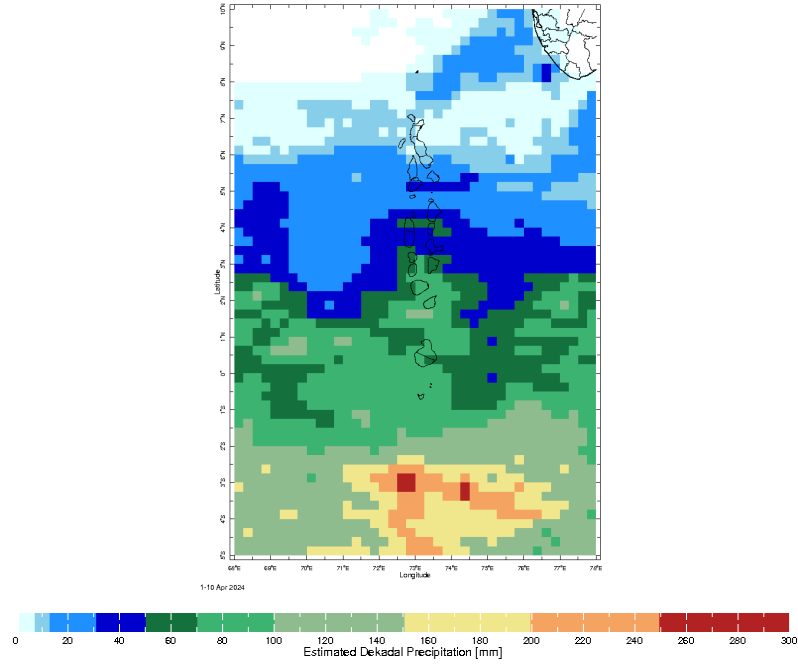 10°N
9°N
8°N
7°N
6°N
5°N
4°N
3°N
2°N
1°N
0°
1°S
2°S
3°S
4°S
5°S
Latitude
68°E 69°E 70°E 71°E 72°E 73°E 74°E 75°E 76°E 77°E 78°E
Longitude
1-10 Apr 2024
0 20 40 60 80 100 120 140 160 180 200 220 240 260 280 300
Estimated Dekadal Precipitation [mm]